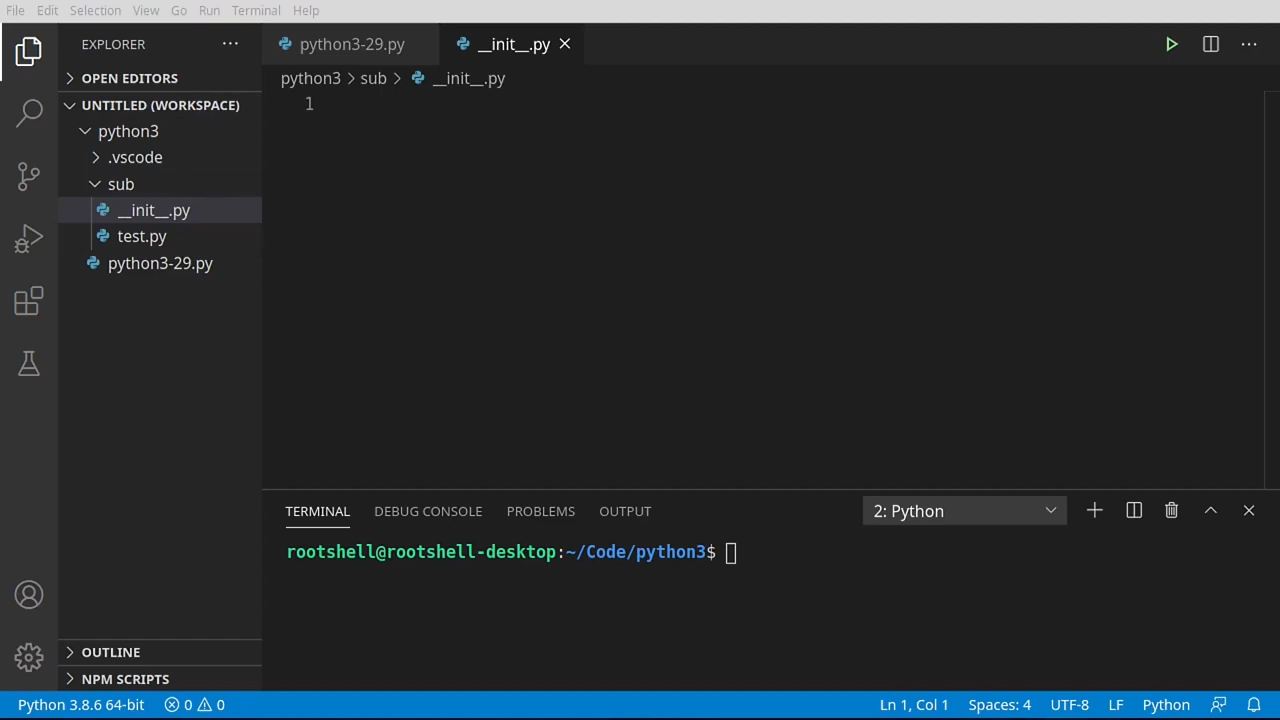 File Edit Selection View Go Run Terminal Help
EXPLORER
python3-29.py
__init__.py
OPEN EDITORS
python3 > sub > __init__.py
UNTITLED (WORKSPACE)
1
python3
.vscode
sub
__init__.py
test.py
python3-29.py
TERMINAL DEBUG CONSOLE PROBLEMS OUTPUT
2: Python
rootshell@rootshell-desktop:~/Code/python3$
OUTLINE
NPM SCRIPTS
Python 3.8.6 64-bit 0 0 Ln 1, Col 1 Spaces: 4 UTF-8 LF Python